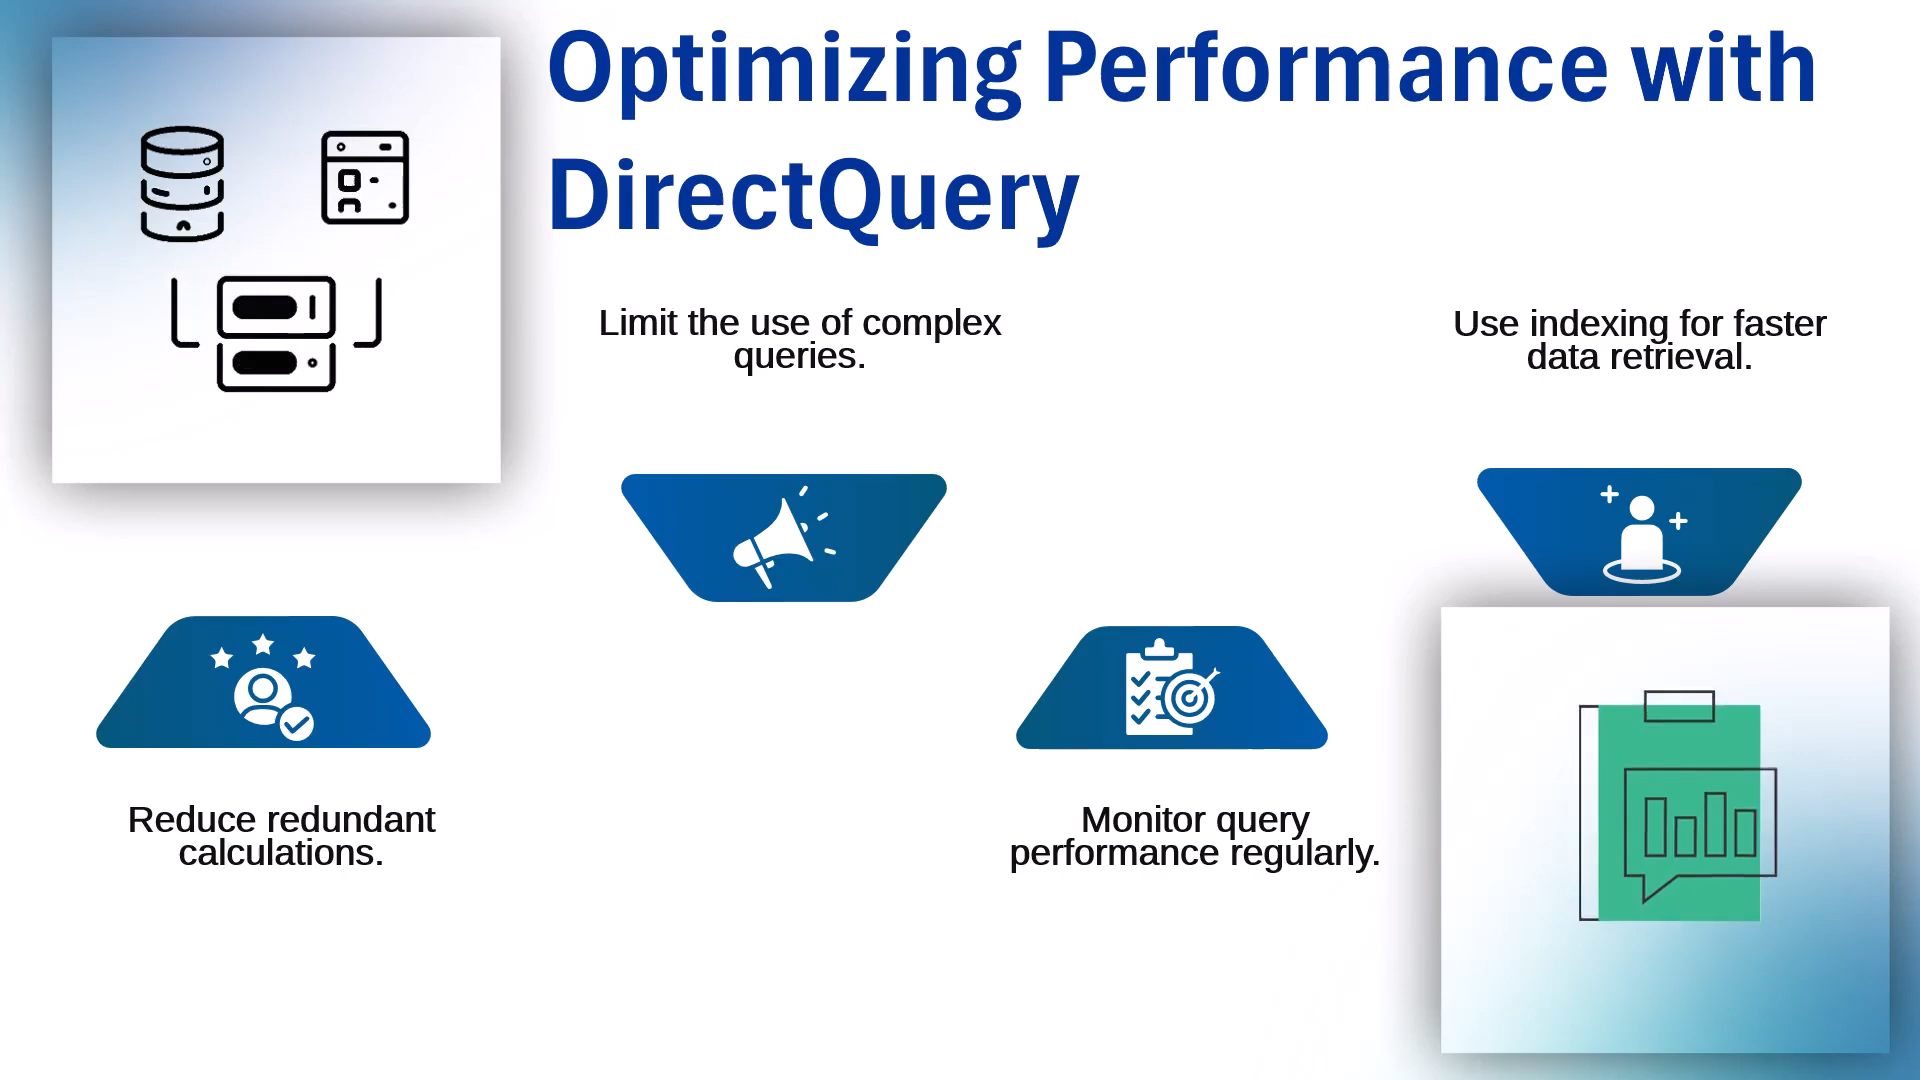 Optimizing Performance with
DirectQuery
Limit the use of complex
queries.
Use indexing for faster
data retrieval.
Reduce redundant
calculations.
Monitor query
performance regularly.